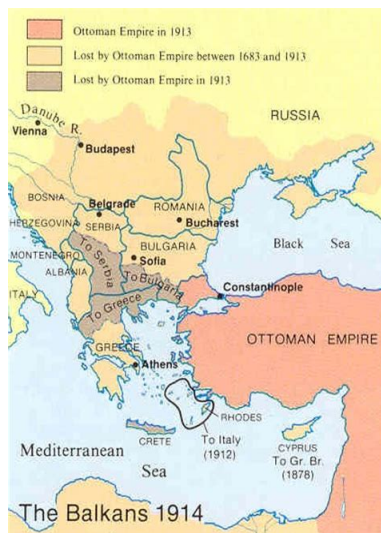 Ottoman Empire in 1913
Lost by Ottoman Empire between 1683 and 1913
Lost by Ottoman Empire in 1913
RUSSIA
Danube R.
Vienna
Budapest
BOSNIA
Belgrade
ROMANIA
HERZEGOVINA
SERBIA
Bucharest
BULGARIA
Black Sea
MONTENEGRO
To Serbia
Sofia
ALBANIA
To Bulgaria
Constantinople
ITALY
To Greece
OTTOMAN EMPIRE
GREECE
Athens
RHODES
CRETE
To Italy
(1912)
CYPRUS
To Gr. Br.
(1878)
Mediterranean
Sea
The Balkans 1914